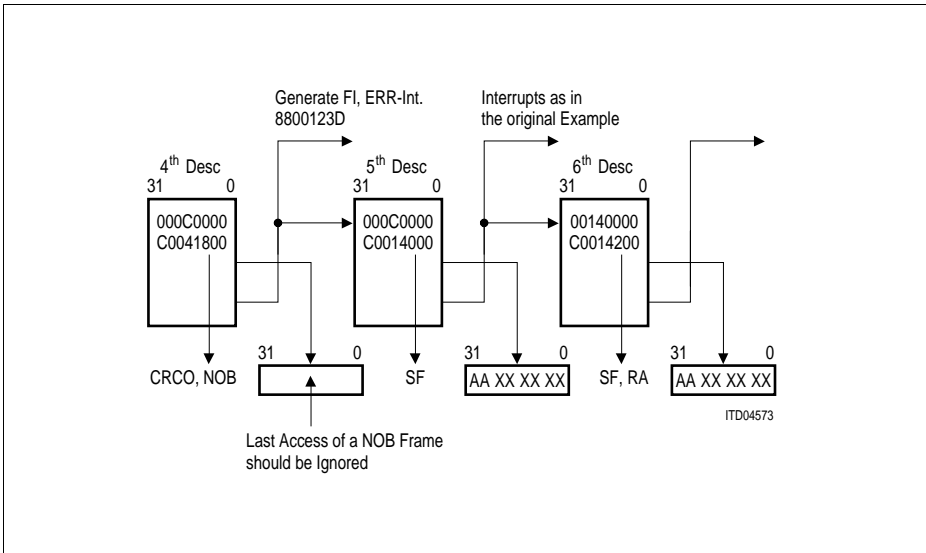 Generate FI, ERR-Int.
8800123D
Interrupts as in
the original Example
4th Desc
31 0
5th Desc
31 0
6th Desc
31 0
000C0000
C0041800
000C0000
C0014000
00140000
C0014200
CRCO, NOB
31 0
SF
31 0
AA XX XX XX
SF, RA
31 0
AA XX XX XX
ITD04573
Last Access of a NOB Frame
should be Ignored